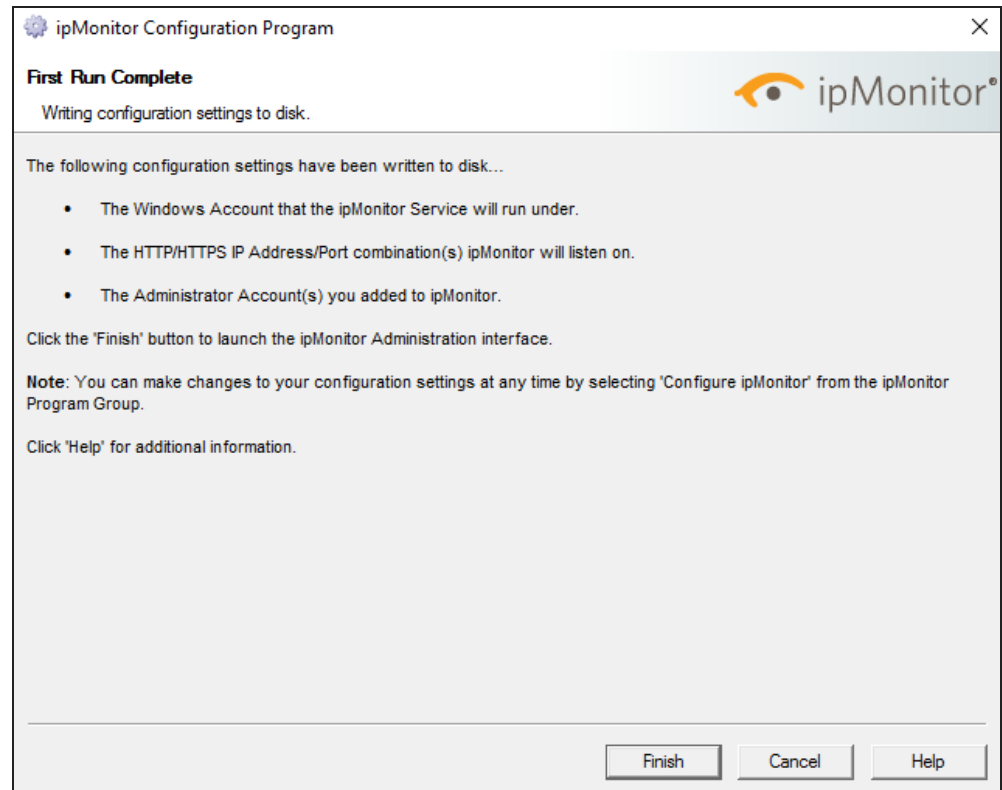 ipMonitor Configuration Program
First Run Complete
Writing configuration settings to disk.
ipMonitor®
The following configuration settings have been written to disk...
• The Windows Account that the ipMonitor Service will run under.
• The HTTP/HTTPS IP Address/Port combination(s) ipMonitor will listen on.
• The Administrator Account(s) you added to ipMonitor.
Click the 'Finish' button to launch the ipMonitor Administration interface.
Note: You can make changes to your configuration settings at any time by selecting 'Configure ipMonitor' from the ipMonitor
Program Group.
Click 'Help' for additional information.
Finish Cancel Help